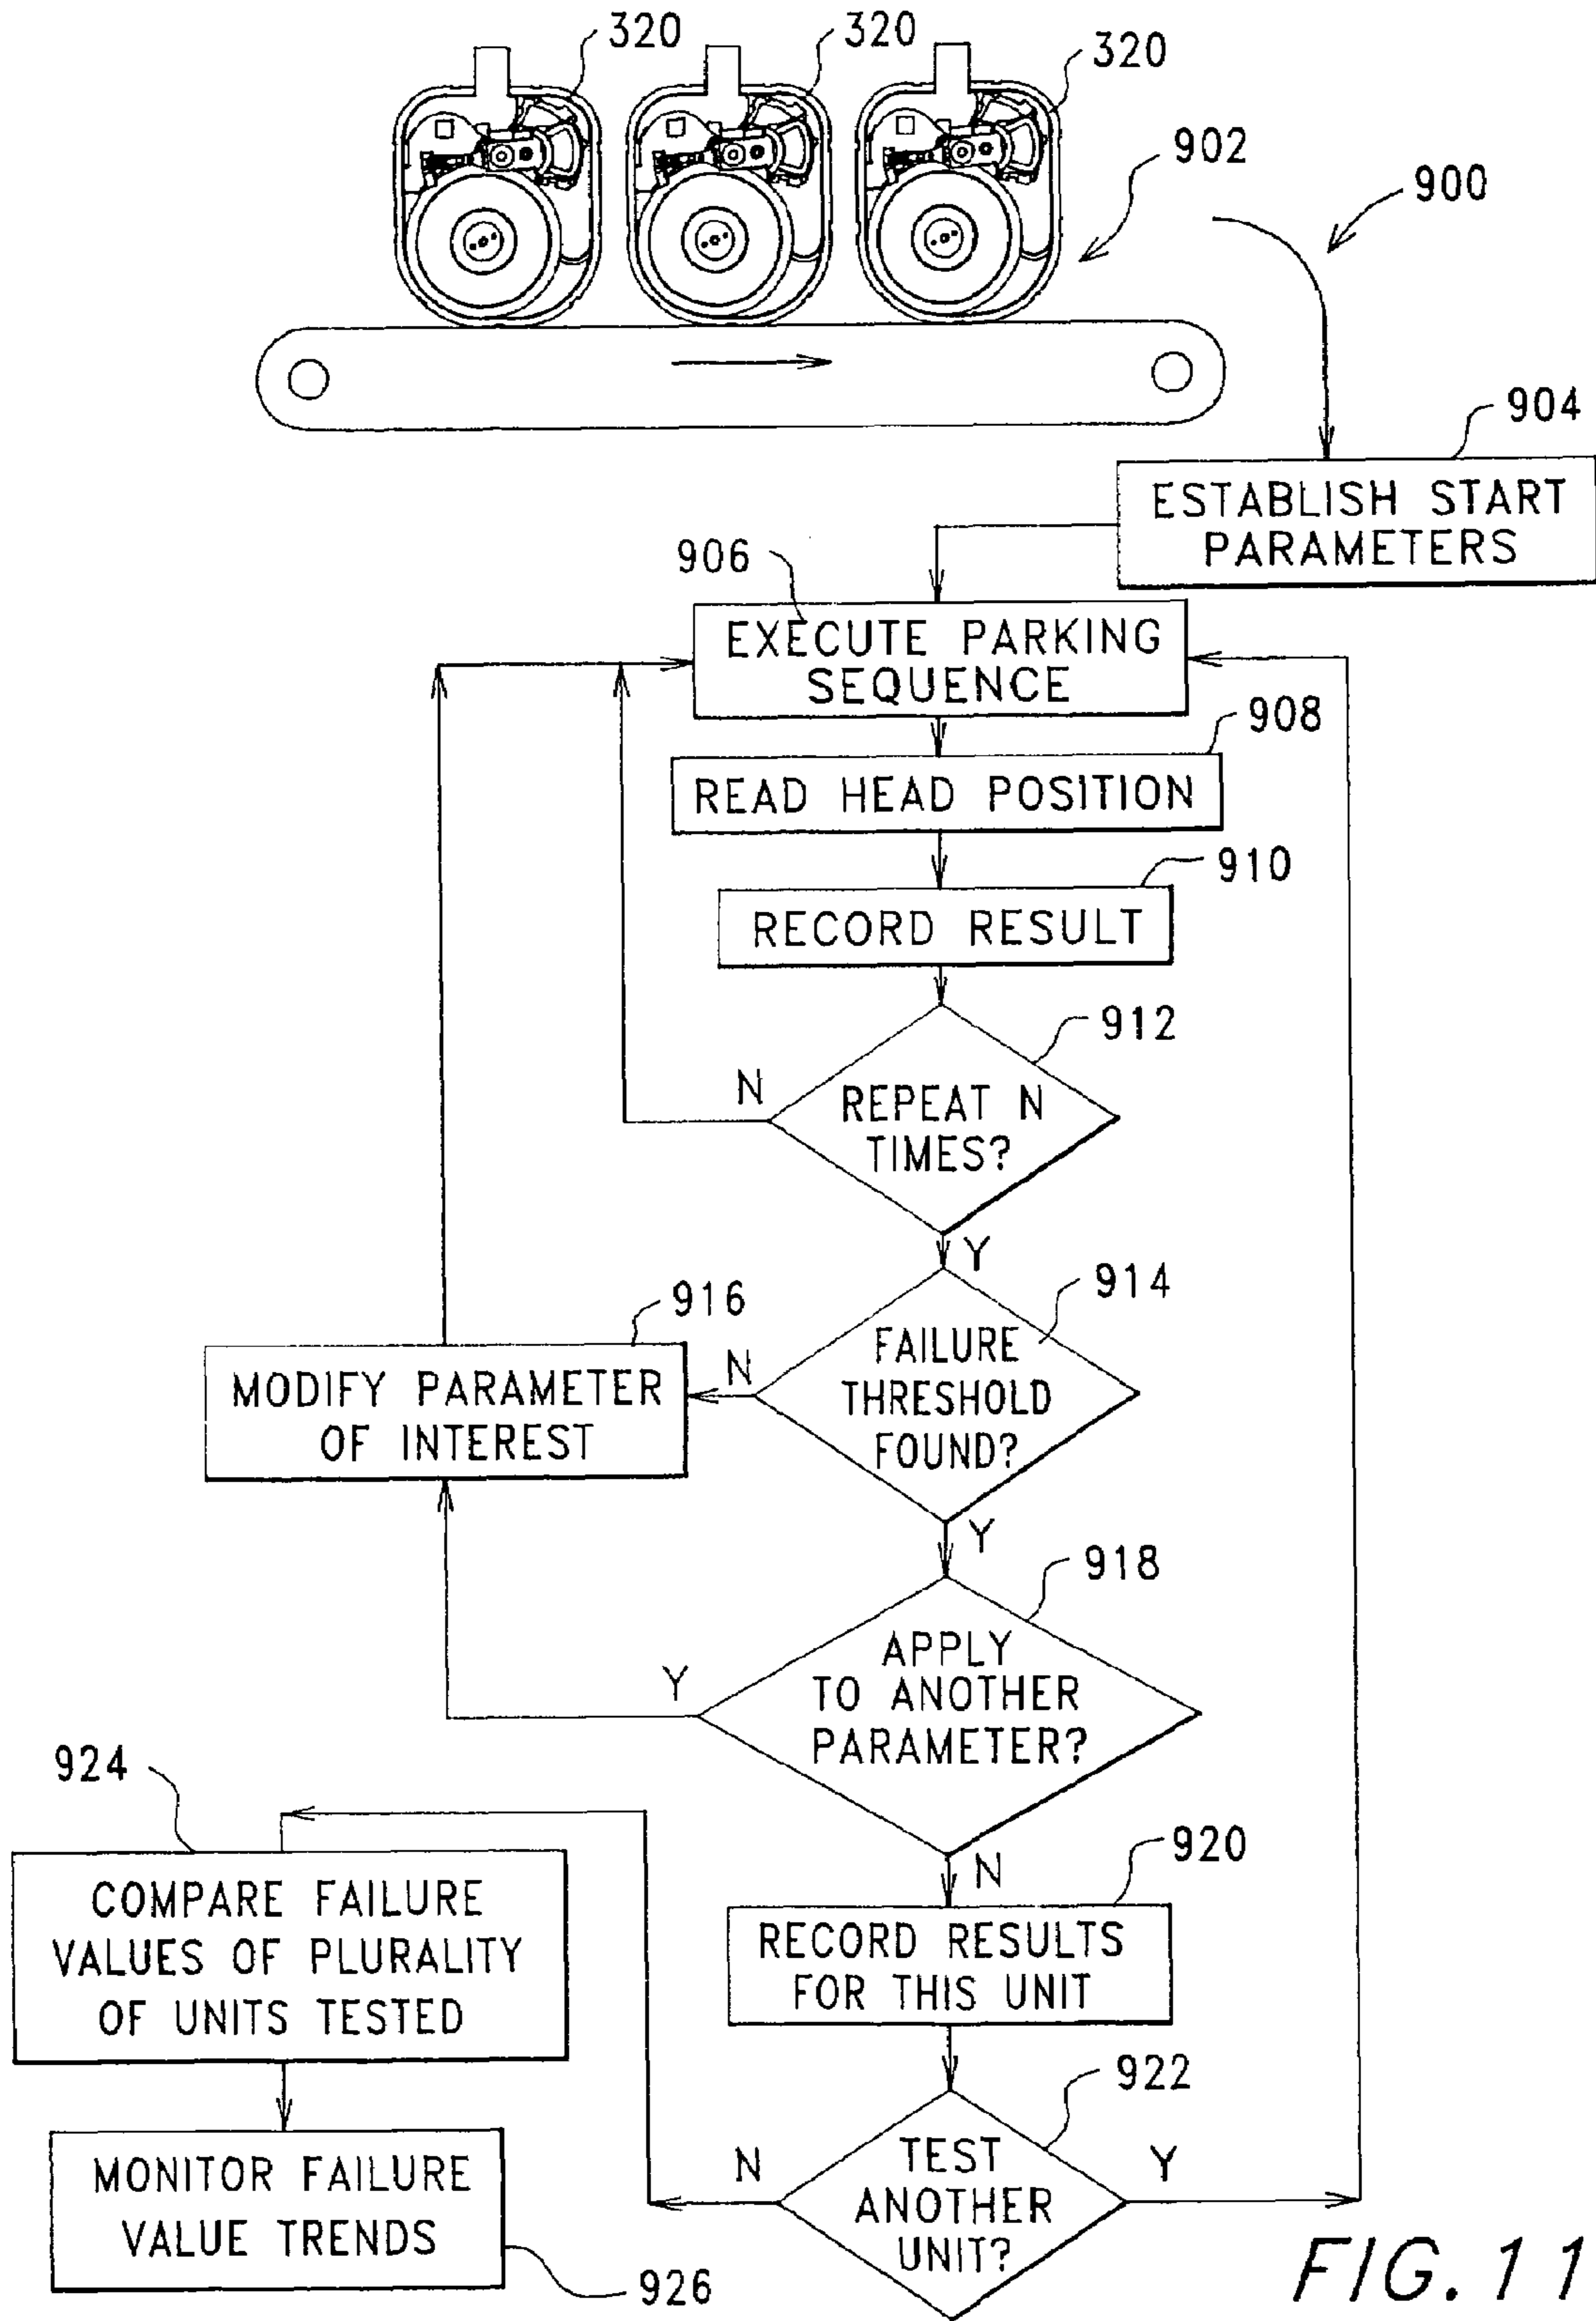 320
320
320
902
900
904
ESTABLISH START
PARAMETERS
906
EXECUTE PARKING
SEQUENCE
908
READ HEAD POSITION
910
RECORD RESULT
912
N
REPEAT N
TIMES?
Y
914
916
FAILURE
THRESHOLD
FOUND?
N
MODIFY PARAMETER
OF INTEREST
Y
918
APPLY
TO ANOTHER
PARAMETER?
Y
924
N
920
COMPARE FAILURE
VALUES OF PLURALITY
OF UNITS TESTED
RECORD RESULTS
FOR THIS UNIT
922
N
TEST
ANOTHER
UNIT?
Y
MONITOR FAILURE
VALUE TRENDS
926
FIG. 11